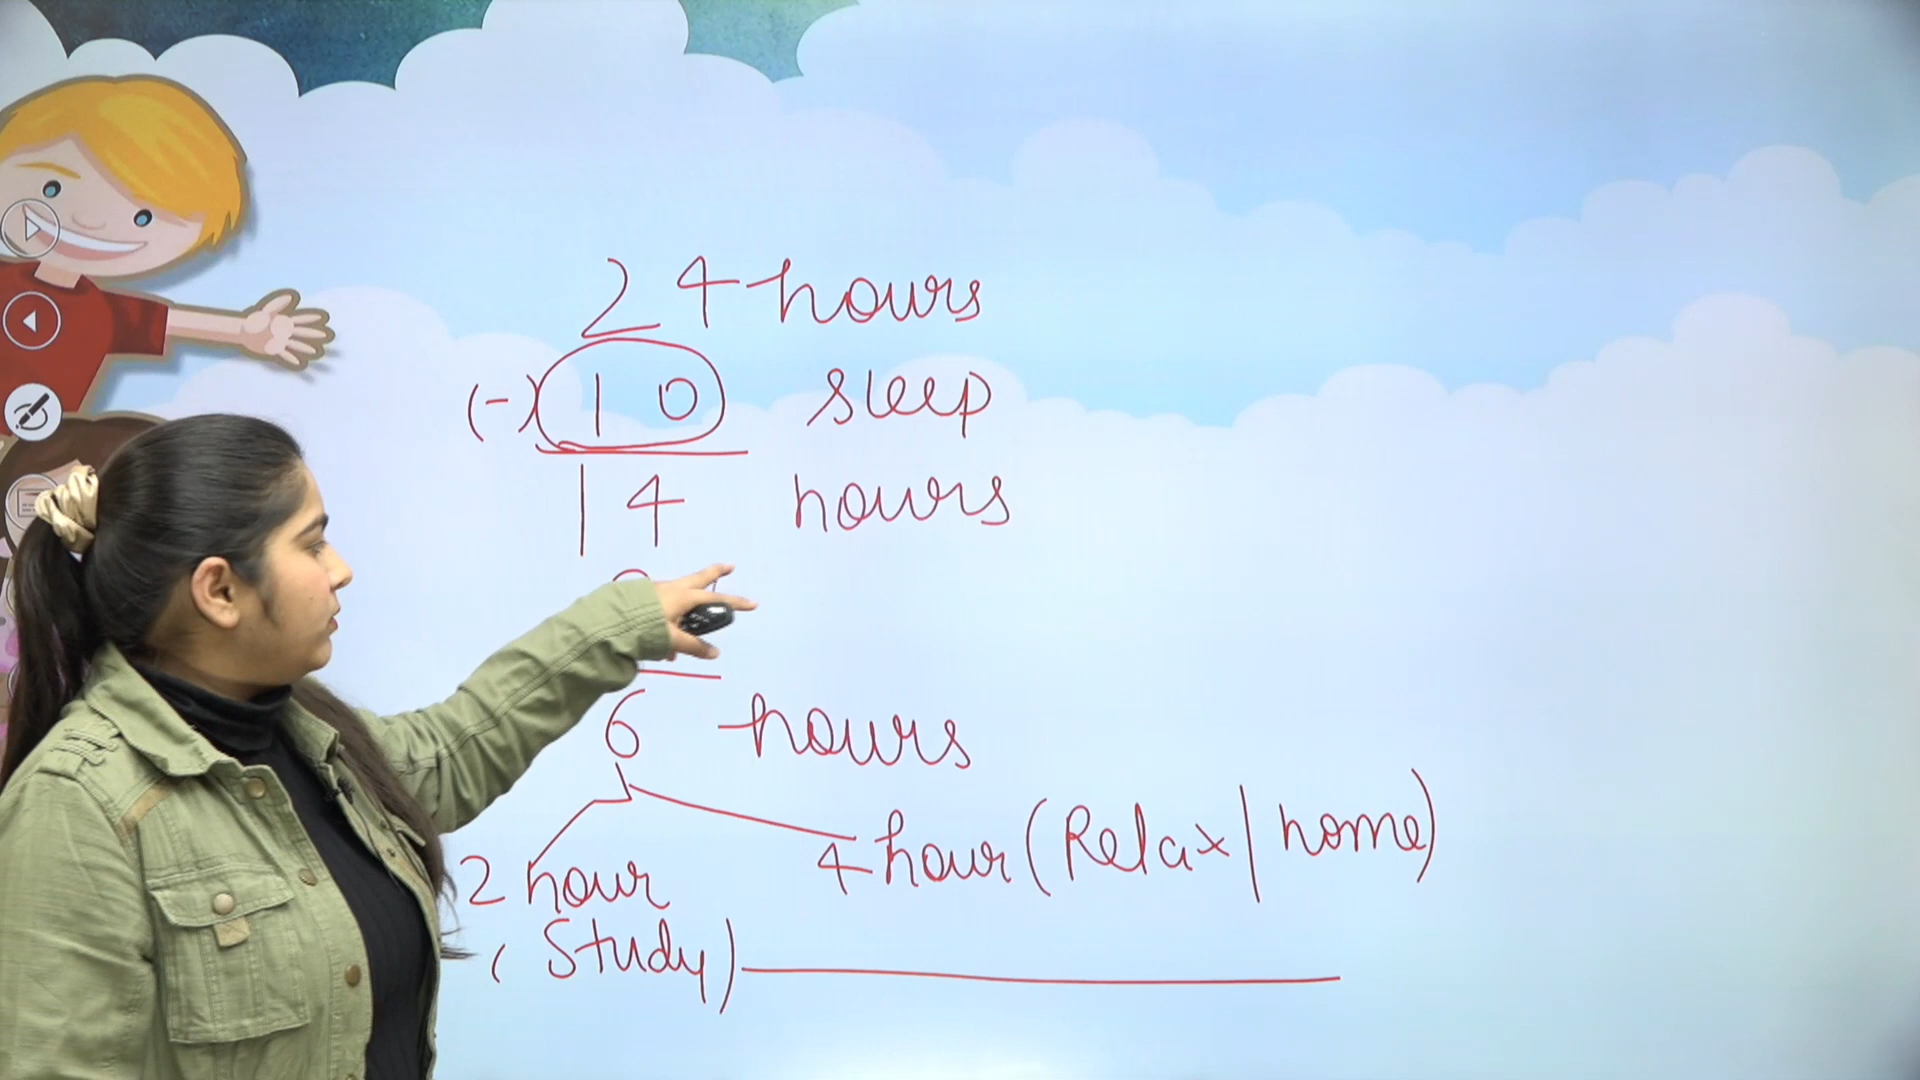 24 hours
(-) 10 sleep
14 hours
6 hours
2 hour 4 hour (Relax | home)
(Study)